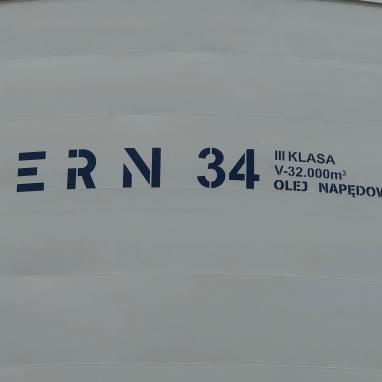 ERN 34
III KLASA
V-32.000m³
OLEJ NAPĘDOW